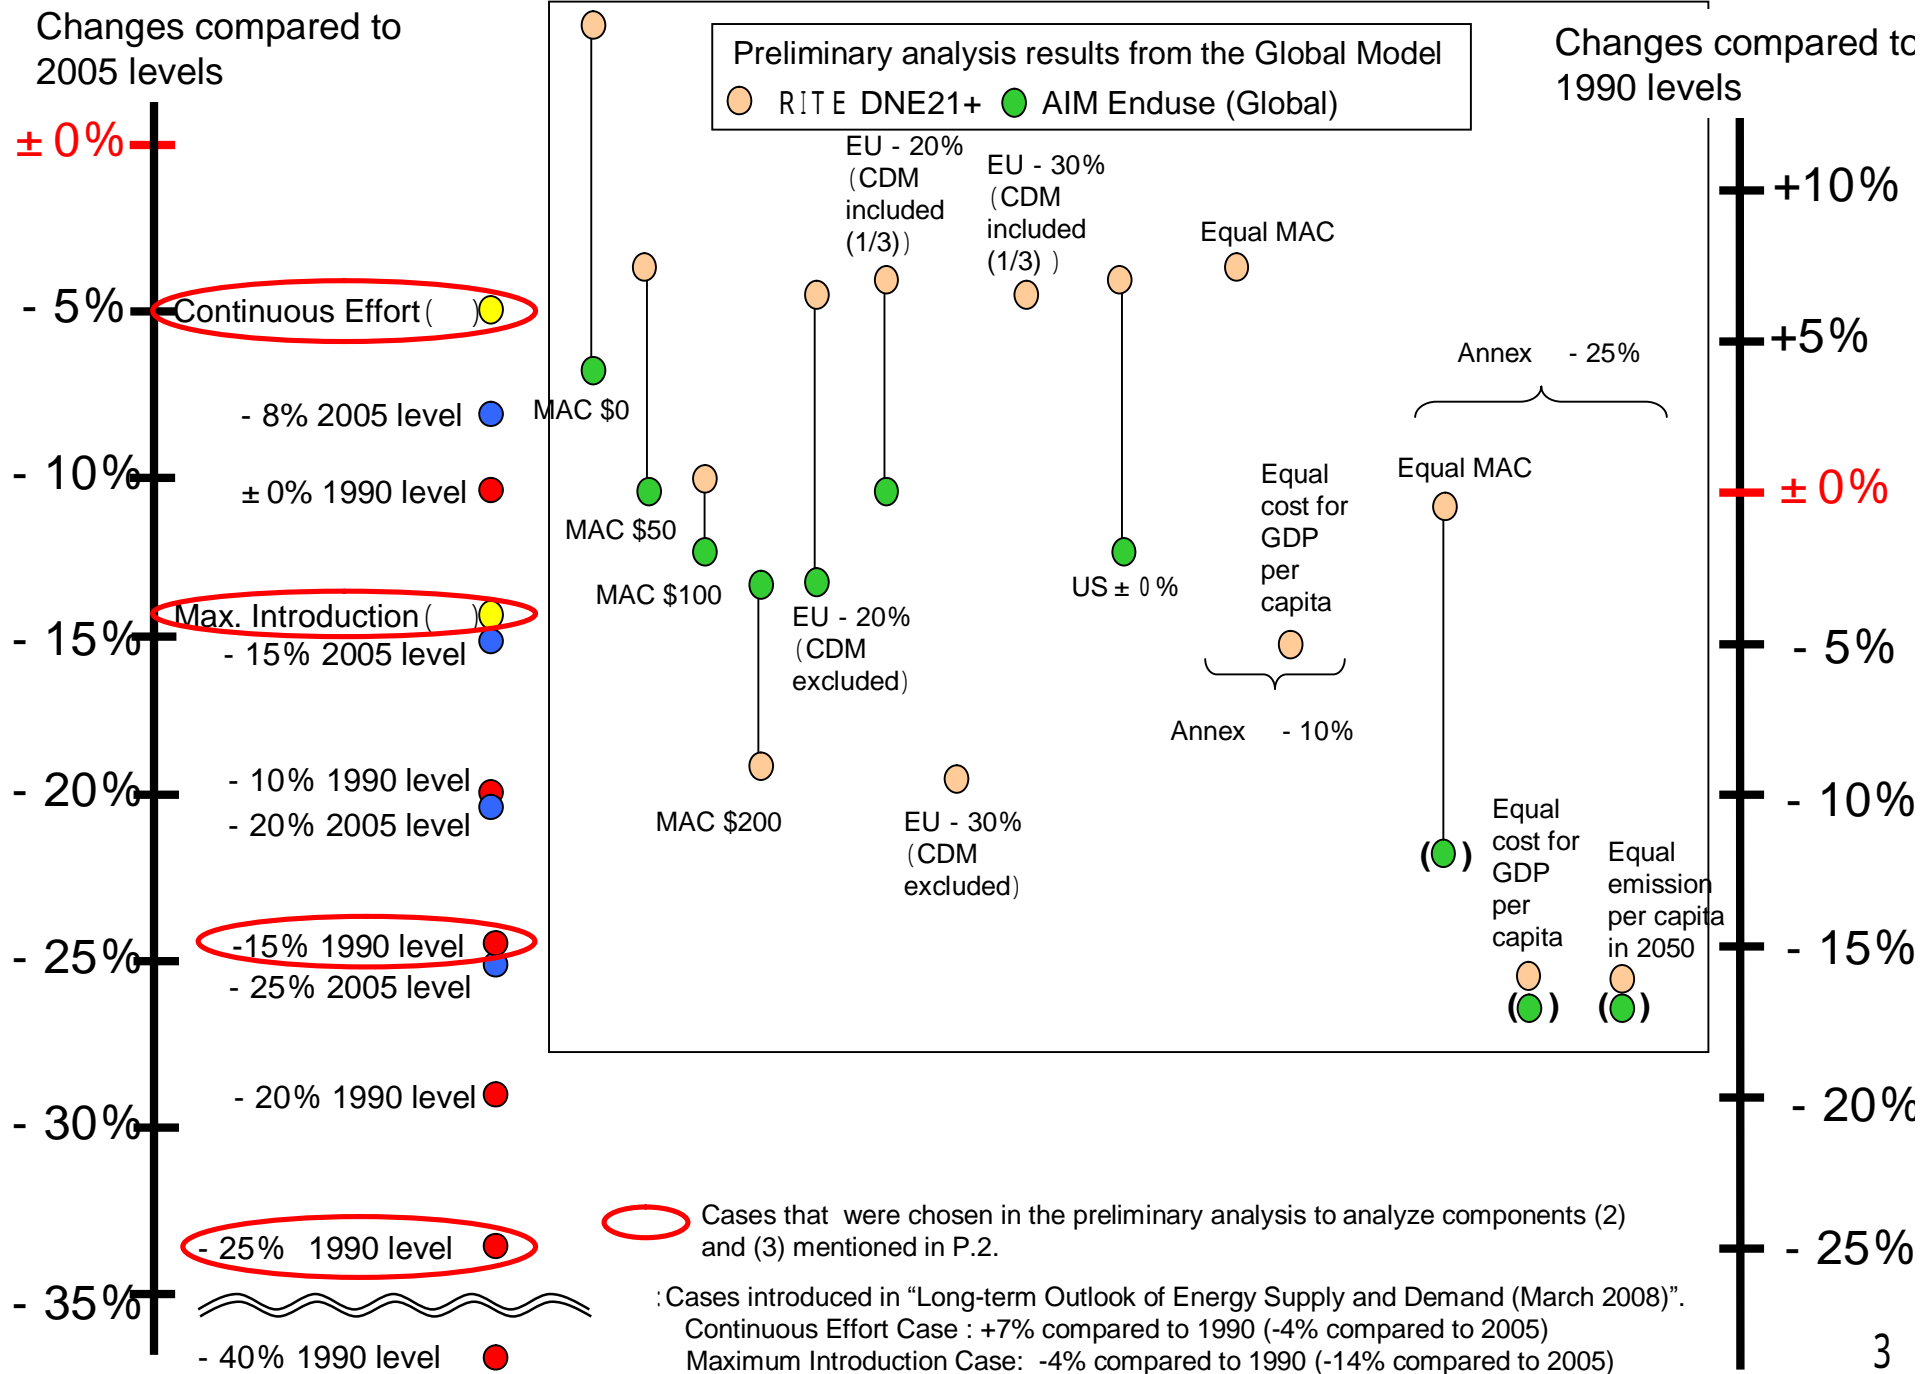 Changes compared to
2005 levels
± 0%
- 5%
- 10%
- 15%
- 20%
- 25%
- 30%
- 35%
Continuous Effort (   )
- 8% 2005 level
± 0% 1990 level
Max. Introduction (   )
- 15% 2005 level
- 10% 1990 level
- 20% 2005 level
-15% 1990 level
- 25% 2005 level
- 20% 1990 level
- 25% 1990 level
- 40% 1990 level
Preliminary analysis results from the Global Model
RITE DNE21+ AIM Enduse (Global)
MAC $0
MAC $50
MAC $100
MAC $200
EU - 20%
(CDM
excluded)
EU - 20%
(CDM
included
(1/3))
EU - 30%
(CDM
excluded)
EU - 30%
(CDM
included
(1/3) )
US ± 0 %
Equal MAC
Equal
cost for
GDP
per
capita
Annex - 10%
Annex - 25%
Equal MAC
( )
Equal
cost for
GDP
per
capita
( )
Equal
emission
per capita
in 2050
( )
Changes compared to
1990 levels
+10%
+5%
± 0%
- 5%
- 10%
- 15%
- 20%
- 25%
Cases that were chosen in the preliminary analysis to analyze components (2)
and (3) mentioned in P.2.
: Cases introduced in “Long-term Outlook of Energy Supply and Demand (March 2008)”.
Continuous Effort Case : +7% compared to 1990 (-4% compared to 2005)
Maximum Introduction Case: -4% compared to 1990 (-14% compared to 2005)
3